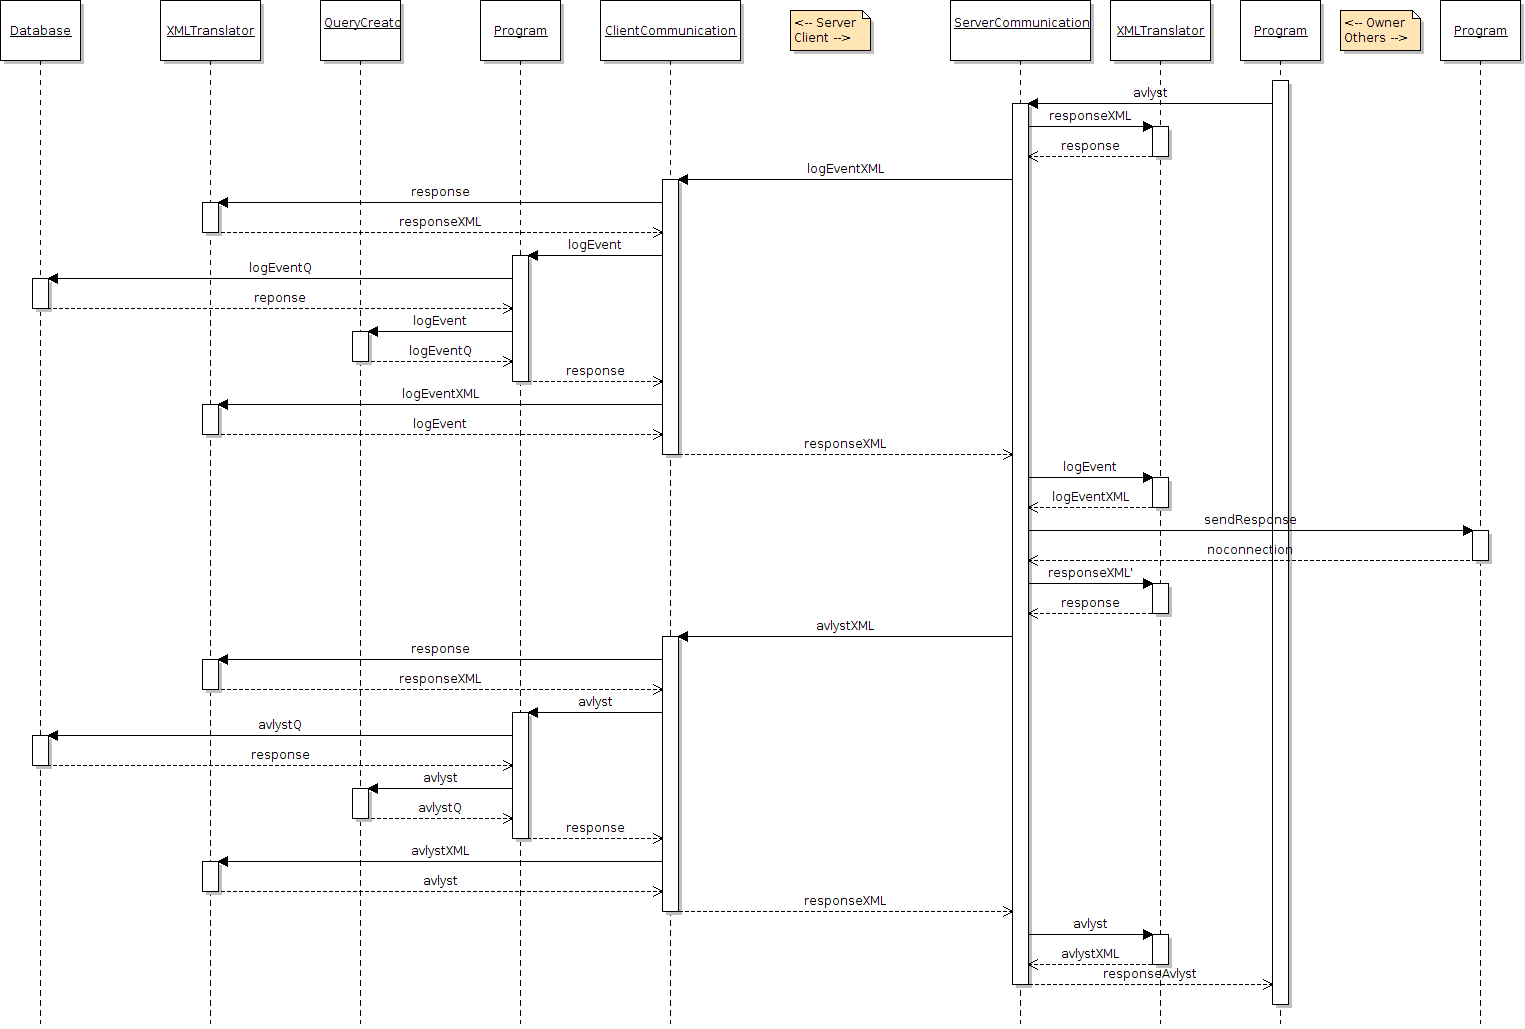 Database
XMLTranslator
QueryCreato
Program
ClientCommunication
<-- Server
Client -->
ServerCommunication
XMLTranslator
Program
<-- Owner
Others -->
Program
avlyst
responseXML
response
logEventXML
response
responseXML
logEvent
logEventQ
reponse
logEvent
logEventQ
response
logEventXML
logEvent
responseXML
logEvent
logEventXML
sendResponse
noconnection
responseXML'
response
avlystXML
response
responseXML
avlyst
avlystQ
response
avlyst
avlystQ
response
avlystXML
avlyst
responseXML
avlyst
avlystXML
responseAvlyst